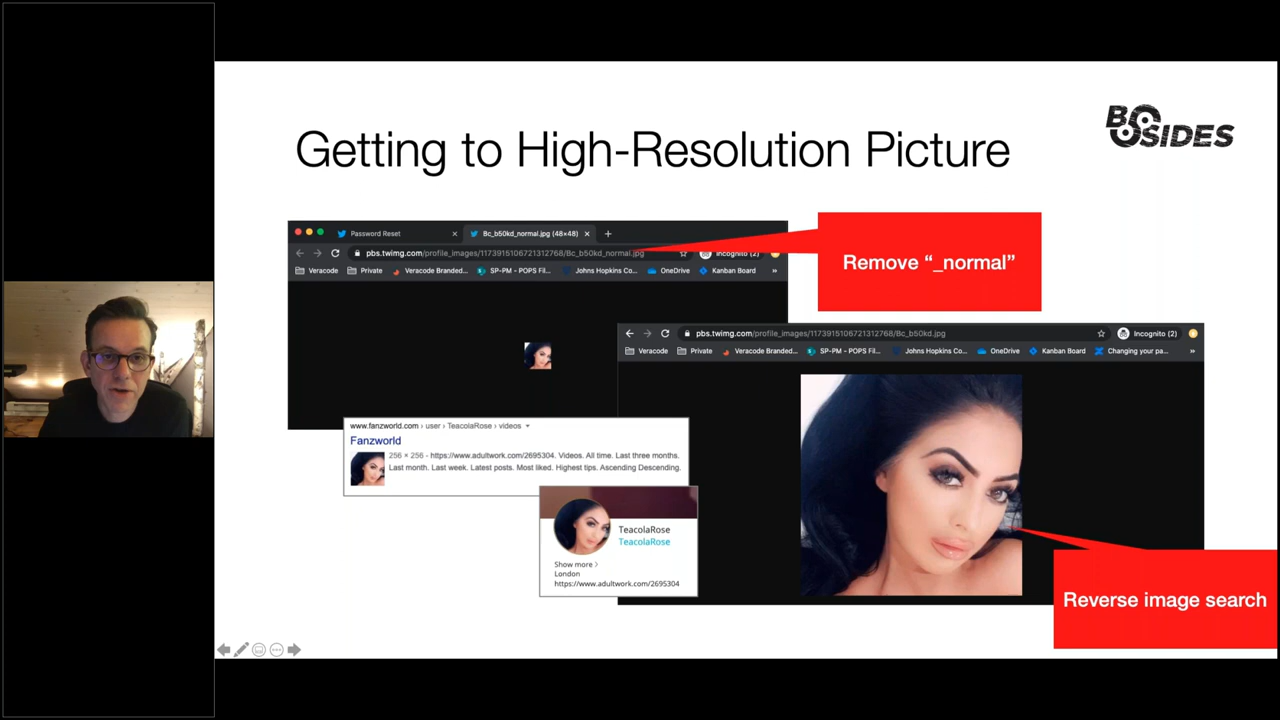 Getting to High-Resolution Picture
BSIDES
Password Reset
Bc_b50kd_normal.jpg (48×48)
pbs.twimg.com/profile_images/1173915106721312768/Bc_b50kd_normal.jpg
Incognito (2)
Veracode
Private
Veracode Branded...
SP-PM - POPS Fil...
Johns Hopkins Co...
OneDrive
Kanban Board
»
Remove “_normal”
pbs.twimg.com/profile_images/1173915106721312768/Bc_b50kd.jpg
Incognito (2)
Veracode
Private
Veracode Branded...
SP-PM - POPS Fil...
Johns Hopkins Co...
OneDrive
Kanban Board
Changing your pa...
»
www.fanzworld.com › user › TeacolaRose › videos
Fanzworld
256 × 256 - https://www.adultwork.com/2695304. Videos. All time. Last three months.
Last month. Last week. Latest posts. Most liked. Highest tips. Ascending Descending.
TeacolaRose
TeacolaRose
Show more >
London
https://www.adultwork.com/2695304
Reverse image search